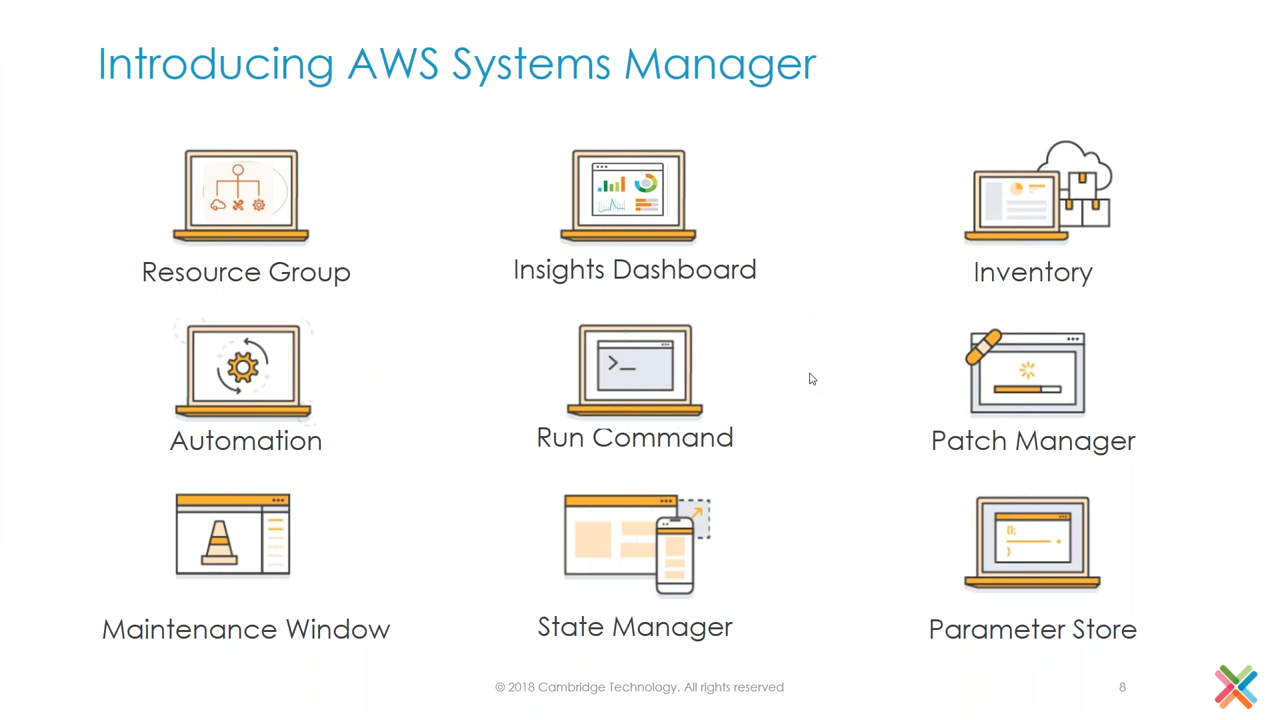 Introducing AWS Systems Manager
Resource Group
Insights Dashboard
Inventory
Automation
Run Command
Patch Manager
Maintenance Window
State Manager
Parameter Store
© 2018 Cambridge Technology. All rights reserved
8